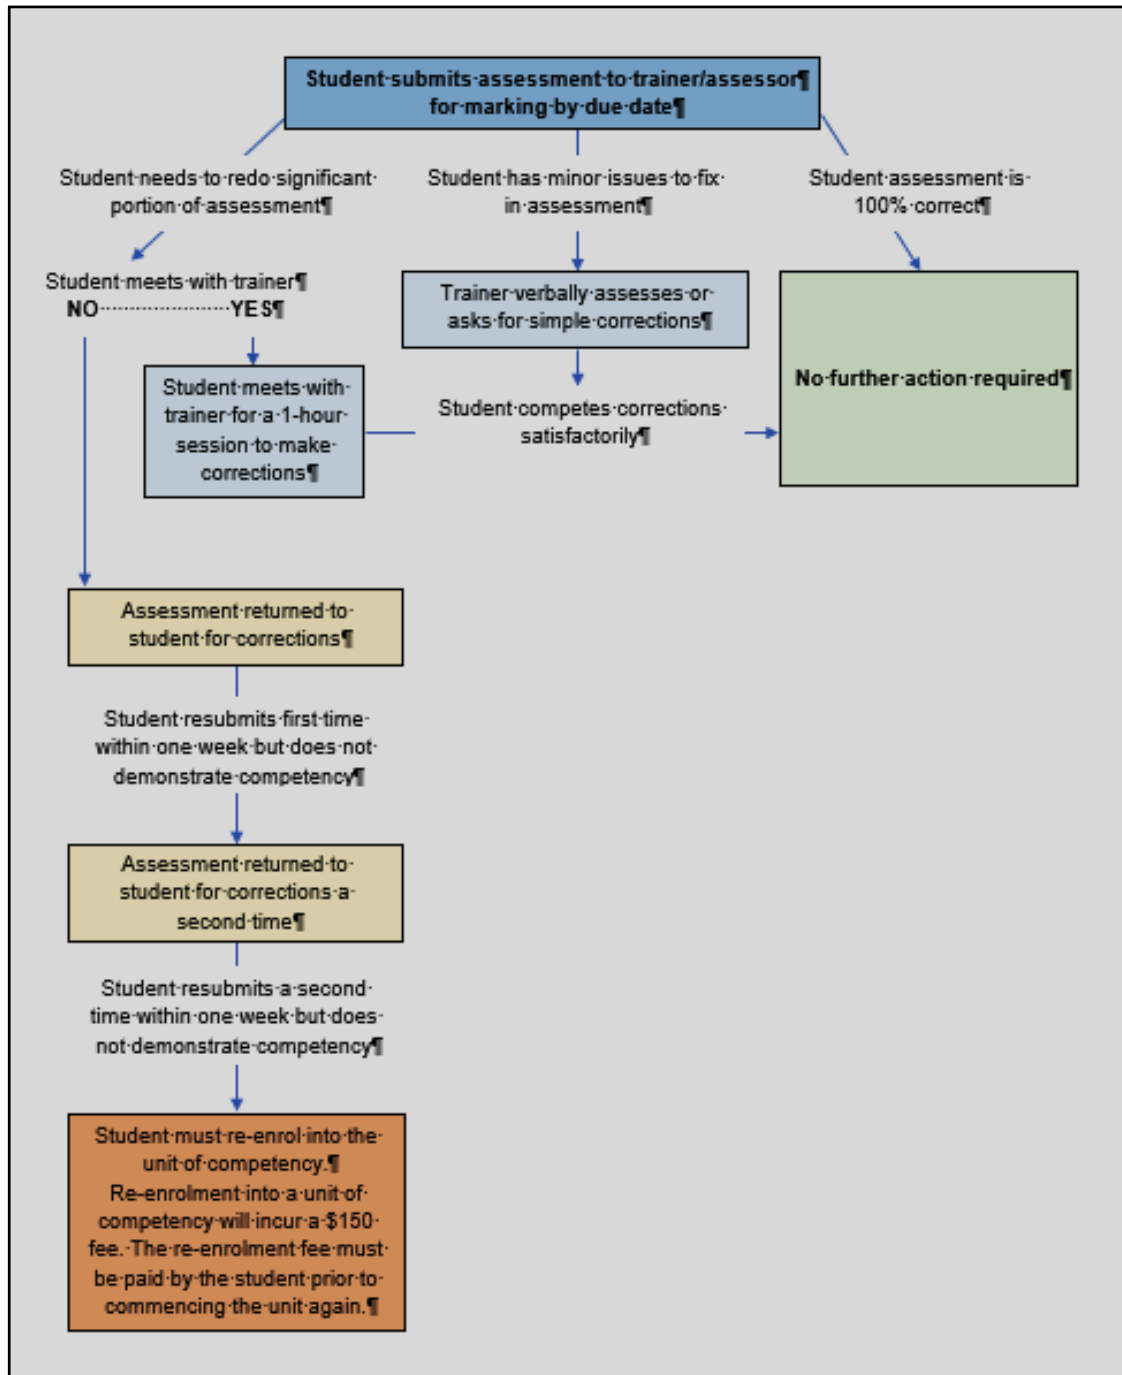 Student·submits·assessment·to·trainer/assessor¶
for·marking·by·due·date¶
Student·needs·to·redo·significant·
portion·of·assessment¶
Student·has·minor·issues·to·fix·
in·assessment¶
Student·assessment·is·
100%·correct¶
Student·meets·with·trainer¶
NO·······················YES¶
Trainer·verbally·assesses·or·
asks·for·simple·corrections¶
No·further·action·required¶
Student·meets·with·
trainer·for·a·1-hour·
session·to·make·
corrections¶
Student·competes·corrections·
satisfactorily¶
Assessment·returned·to·
student·for·corrections¶
Student·resubmits·first·time·
within·one·week·but·does·not·
demonstrate·competency¶
Assessment·returned·to·
student·for·corrections·a·
second·time¶
Student·resubmits·a·second·
time·within·one·week·but·does·
not·demonstrate·competency¶
Student·must·re-enrol·into·the·
unit·of·competency.¶
Re-enrolment·into·a·unit·of·
competency·will·incur·a·$150·
fee.·The·re-enrolment·fee·must·
be·paid·by·the·student·prior·to·
commencing·the·unit·again.¶